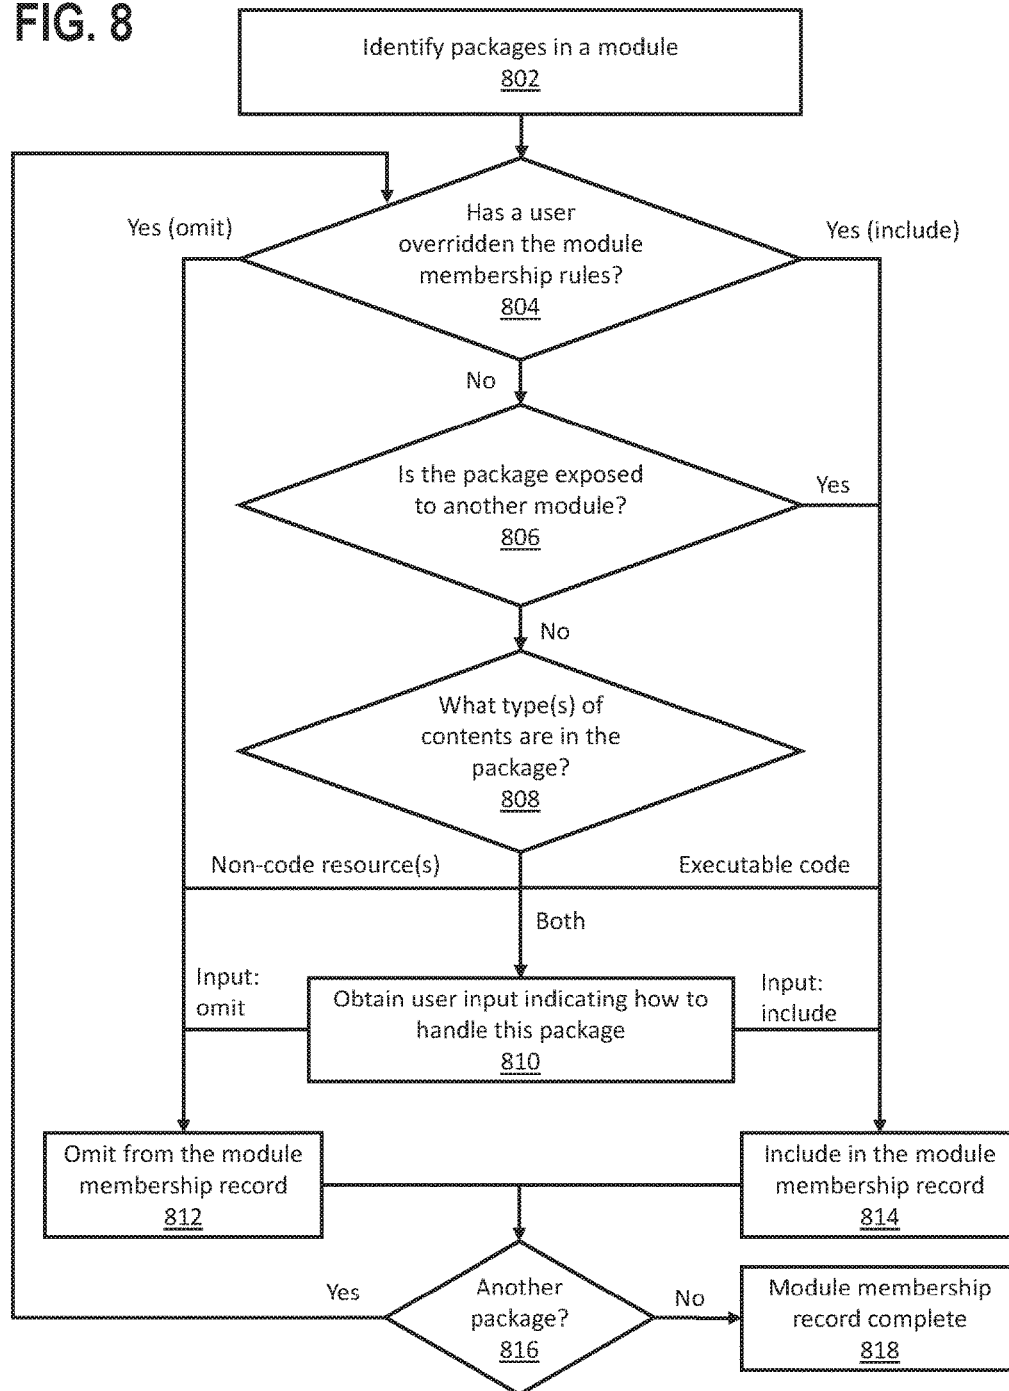 FIG. 8
Identify packages in a module
802
Has a user
overridden the module
membership rules?
804
Yes (omit)
Yes (include)
No
Is the package exposed
to another module?
806
Yes
No
What type(s) of
contents are in the
package?
808
Non-code resource(s)
Executable code
Both
Input:
omit
Obtain user input indicating how to
handle this package
810
Input:
include
Omit from the module
membership record
812
Include in the module
membership record
814
Yes
Another
package?
816
No
Module membership
record complete
818